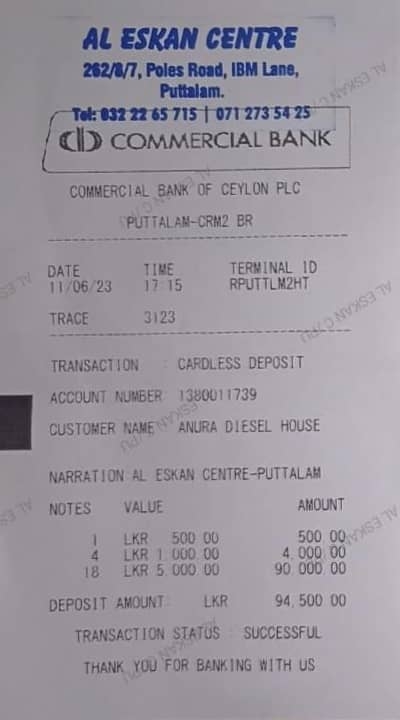 AL ESKAN CENTRE
262/8/7, Poles Road, IBM Lane,
Puttalam.
Tel: 032 22 65 715 | 071 273 54 25
COMMERCIAL BANK
COMMERCIAL BANK OF CEYLON PLC
PUTTALAM-CRM2 BR
DATE TIME TERMINAL ID
11/06/23 17:15 RPUTTLM2HT
TRACE 3123
TRANSACTION : CARDLESS DEPOSIT
ACCOUNT NUMBER 1380011739
CUSTOMER NAME ANURA DIESEL HOUSE
NARRATION AL ESKAN CENTRE-PUTTALAM
NOTES VALUE AMOUNT
1 LKR 500.00 500.00
4 LKR 1,000.00 4,000.00
18 LKR 5,000.00 90,000.00
DEPOSIT AMOUNT: LKR 94,500.00
TRANSACTION STATUS : SUCCESSFUL
THANK YOU FOR BANKING WITH US